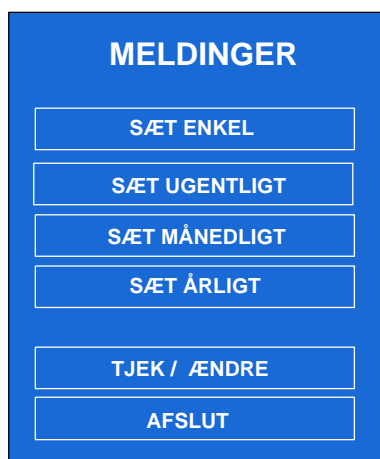 MELDINGER
SÆT ENKEL
SÆT UGENTLIGT
SÆT MÅNEDLIGT
SÆT ÅRLIGT
TJEK / ÆNDRE
AFSLUT